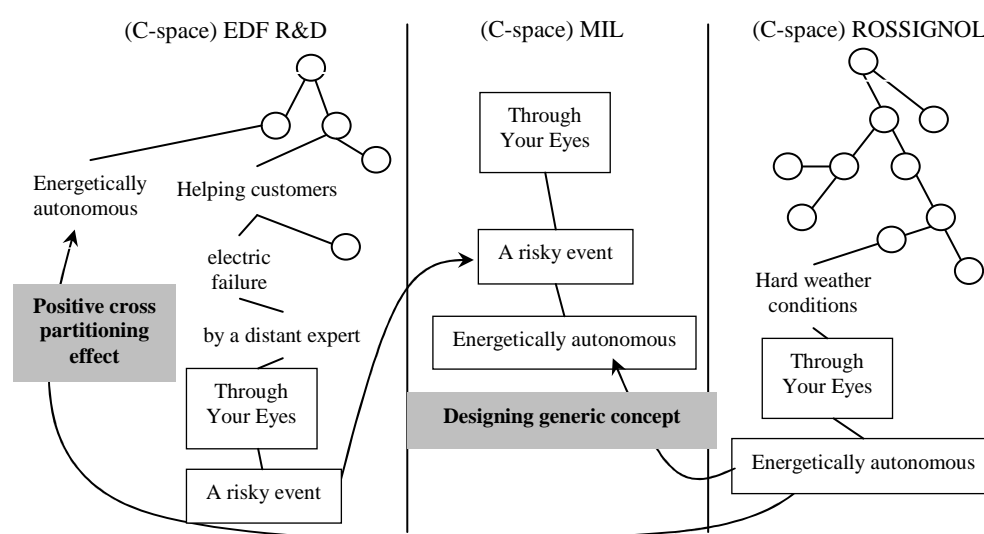 (C-space) EDF R&D
(C-space) MIL
(C-space) ROSSIGNOL
Energetically
autonomous
Helping customers
electric
failure
by a distant expert
Through
Your Eyes
A risky event
Positive cross
partitioning
effect
Through
Your Eyes
A risky event
Energetically autonomous
Designing generic concept
Hard weather
conditions
Through
Your Eyes
Energetically autonomous